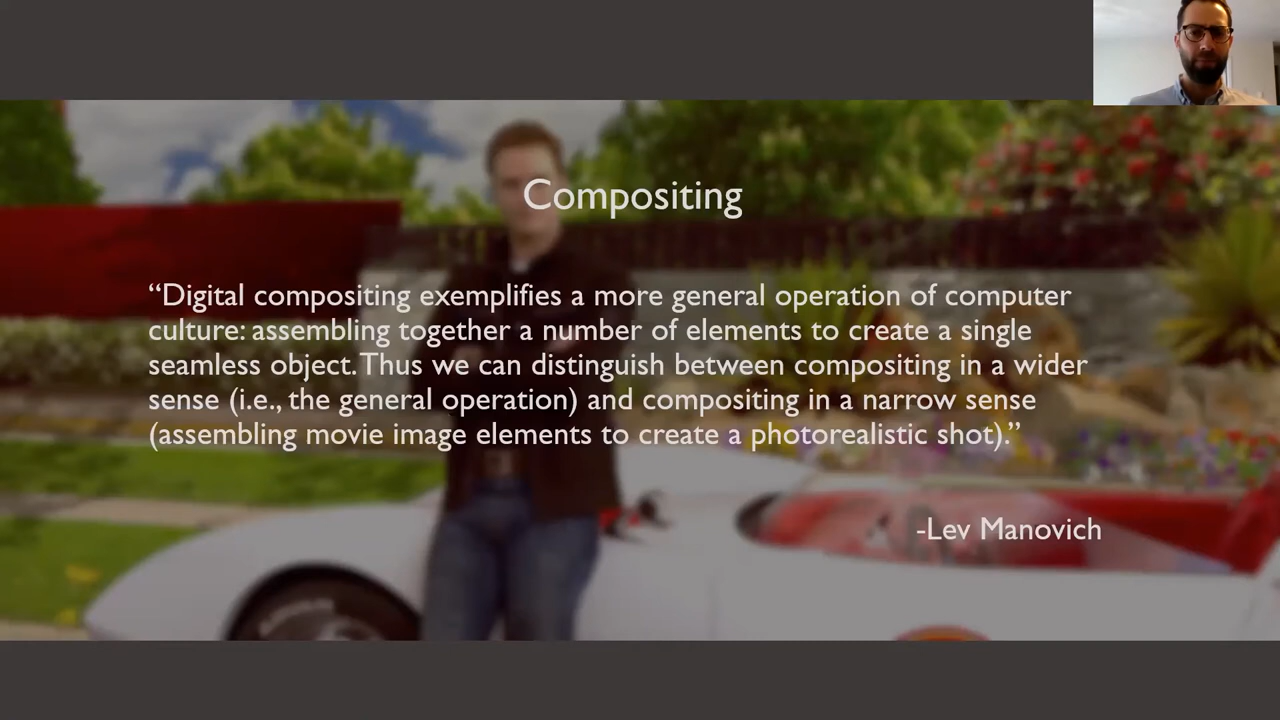 Compositing
“Digital compositing exemplifies a more general operation of computer
culture: assembling together a number of elements to create a single
seamless object. Thus we can distinguish between compositing in a wider
sense (i.e., the general operation) and compositing in a narrow sense
(assembling movie image elements to create a photorealistic shot).”
-Lev Manovich